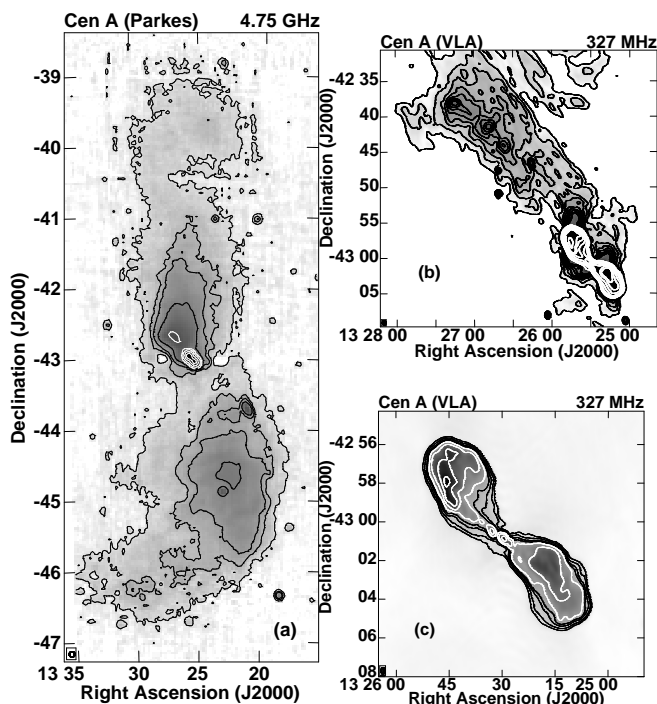 Cen A (Parkes) 4.75 GHz
-39
-40
-41
-42
-43
-44
-45
-46
-47
Declination (J2000)
(a)
13 35 30 25 20
Right Ascension (J2000)
Cen A (VLA) 327 MHz
-42 35
40
45
50
55
-43 00
05
Declination (J2000)
(b)
13 28 00 27 00 26 00 25 00
Right Ascension (J2000)
Cen A (VLA) 327 MHz
-42 56
58
-43 00
02
04
06
08
Declination (J2000)
(c)
13 26 00 45 30 15 00
Right Ascension (J2000)